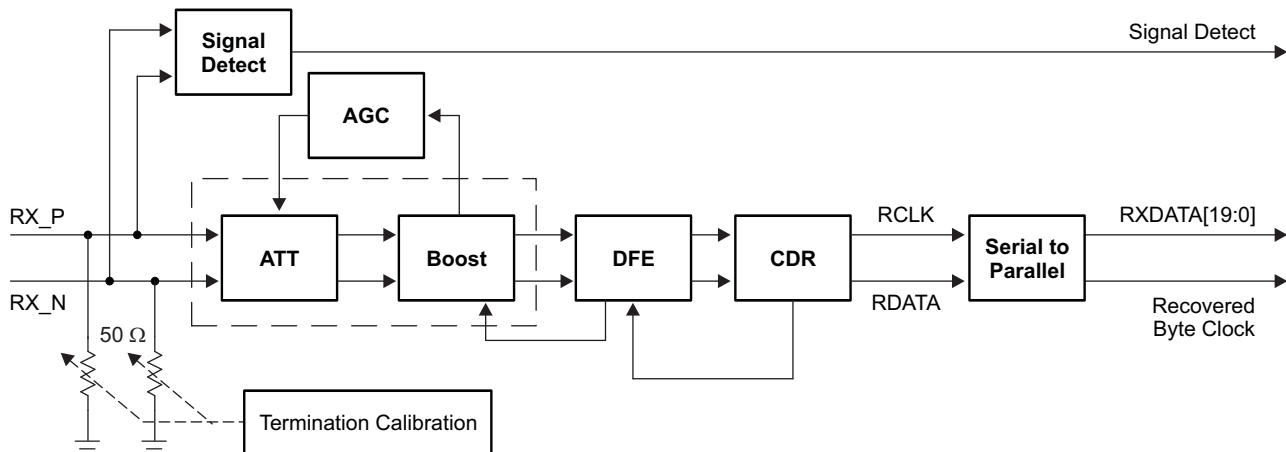 Signal
Detect
Signal Detect
AGC
RX_P
RX_N
ATT
Boost
DFE
CDR
RCLK
RDATA
Serial to
Parallel
RXDATA[19:0]
Recovered
Byte Clock
50 Ω
Termination Calibration